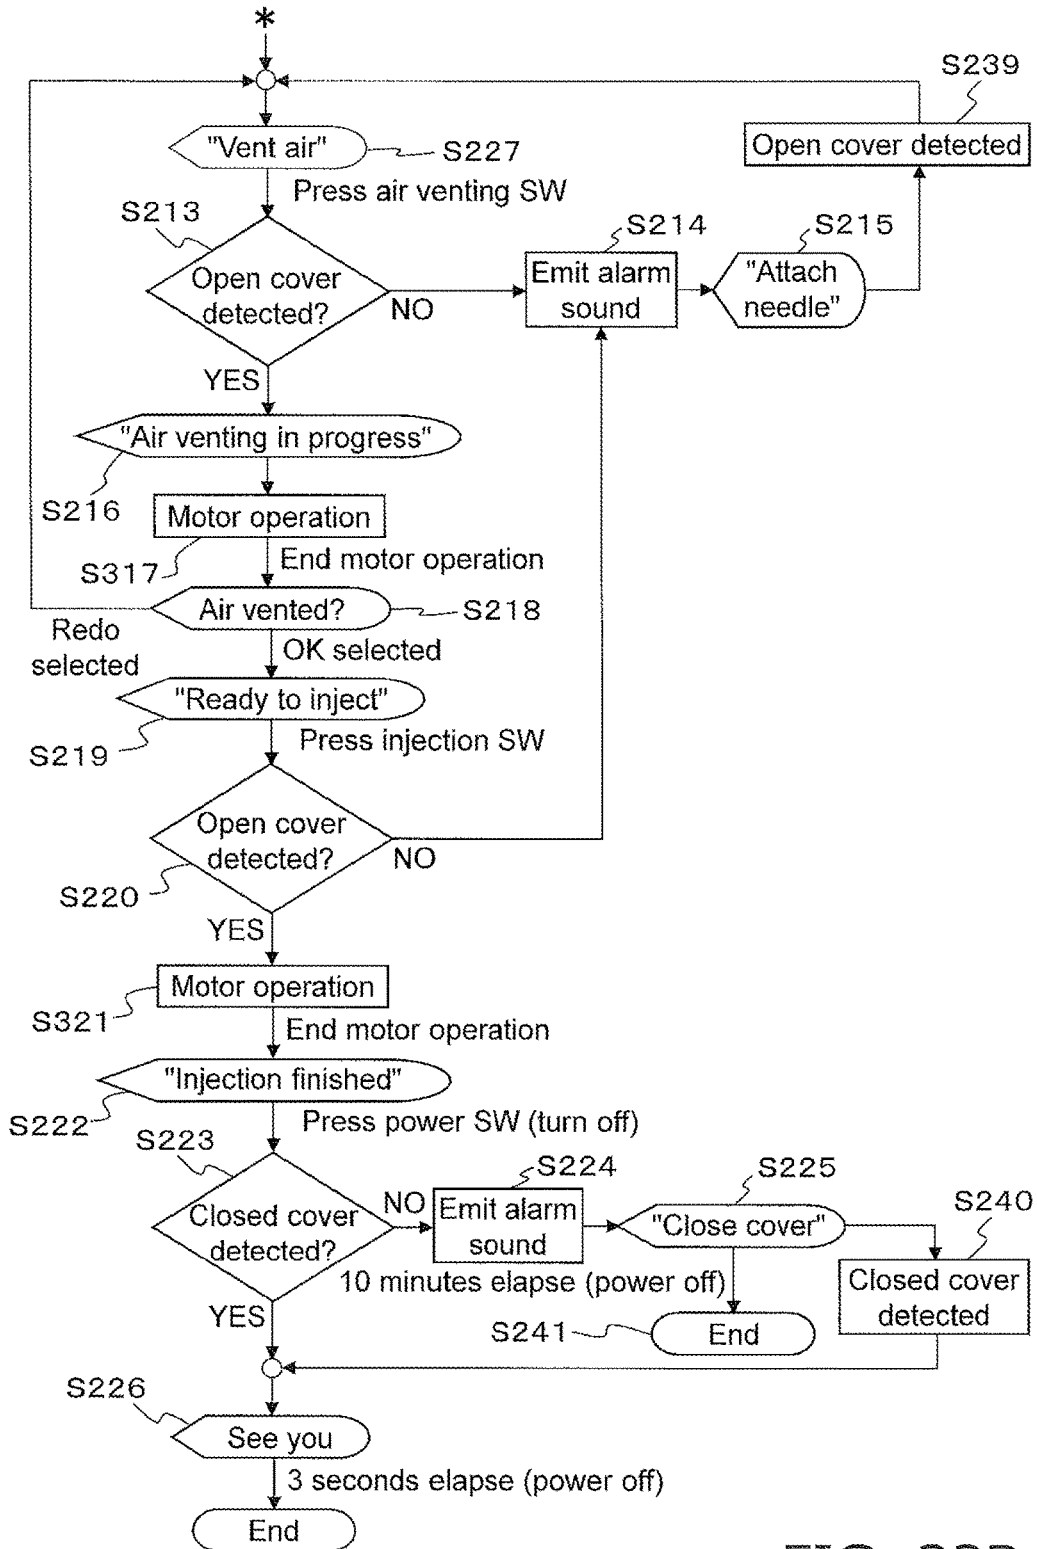 *
S239
"Vent air"
S227
Open cover detected
Press air venting SW
S213
S214
S215
Open cover
detected?
NO
Emit alarm
sound
"Attach
needle"
YES
"Air venting in progress"
S216
Motor operation
S317
End motor operation
Air vented?
S218
Redo
selected
OK selected
"Ready to inject"
S219
Press injection SW
Open cover
detected?
NO
S220
YES
Motor operation
S321
End motor operation
"Injection finished"
S222
Press power SW (turn off)
S223
S224
S225
S240
Closed cover
detected?
NO
Emit alarm
sound
"Close cover"
Closed cover
detected
10 minutes elapse (power off)
YES
S241
End
S226
See you
3 seconds elapse (power off)
End